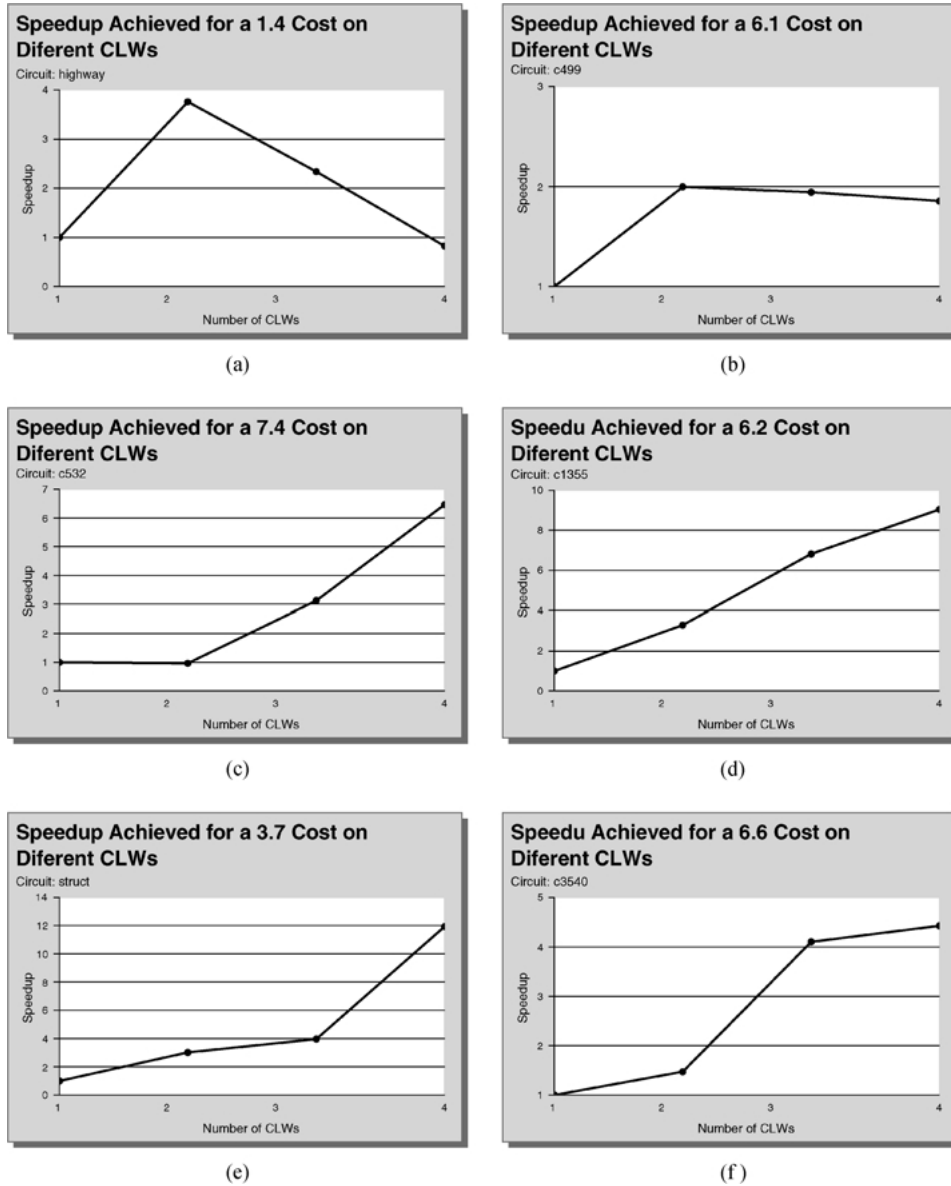 Speedup Achieved for a 1.4 Cost on
Diferent CLWs
Circuit: highway
4
3
2
1
0
Speedup
1 2 3 4
Number of CLWs
(a)
Speedup Achieved for a 6.1 Cost on
Diferent CLWs
Circuit: c499
3
2
1
Speedup
1 2 3 4
Number of CLWs
(b)
Speedup Achieved for a 7.4 Cost on
Diferent CLWs
Circuit: c532
7
6
5
4
3
2
1
0
Speedup
1 2 3 4
Number of CLWs
(c)
Speedu Achieved for a 6.2 Cost on
Diferent CLWs
Circuit: c1355
10
8
6
4
2
0
Speedup
1 2 3 4
Number of CLWs
(d)
Speedup Achieved for a 3.7 Cost on
Diferent CLWs
Circuit: struct
14
12
10
8
6
4
2
0
Speedup
1 2 3 4
Number of CLWs
(e)
Speedu Achieved for a 6.6 Cost on
Diferent CLWs
Circuit: c3540
5
4
3
2
1
Speedup
1 2 3 4
Number of CLWs
(f)